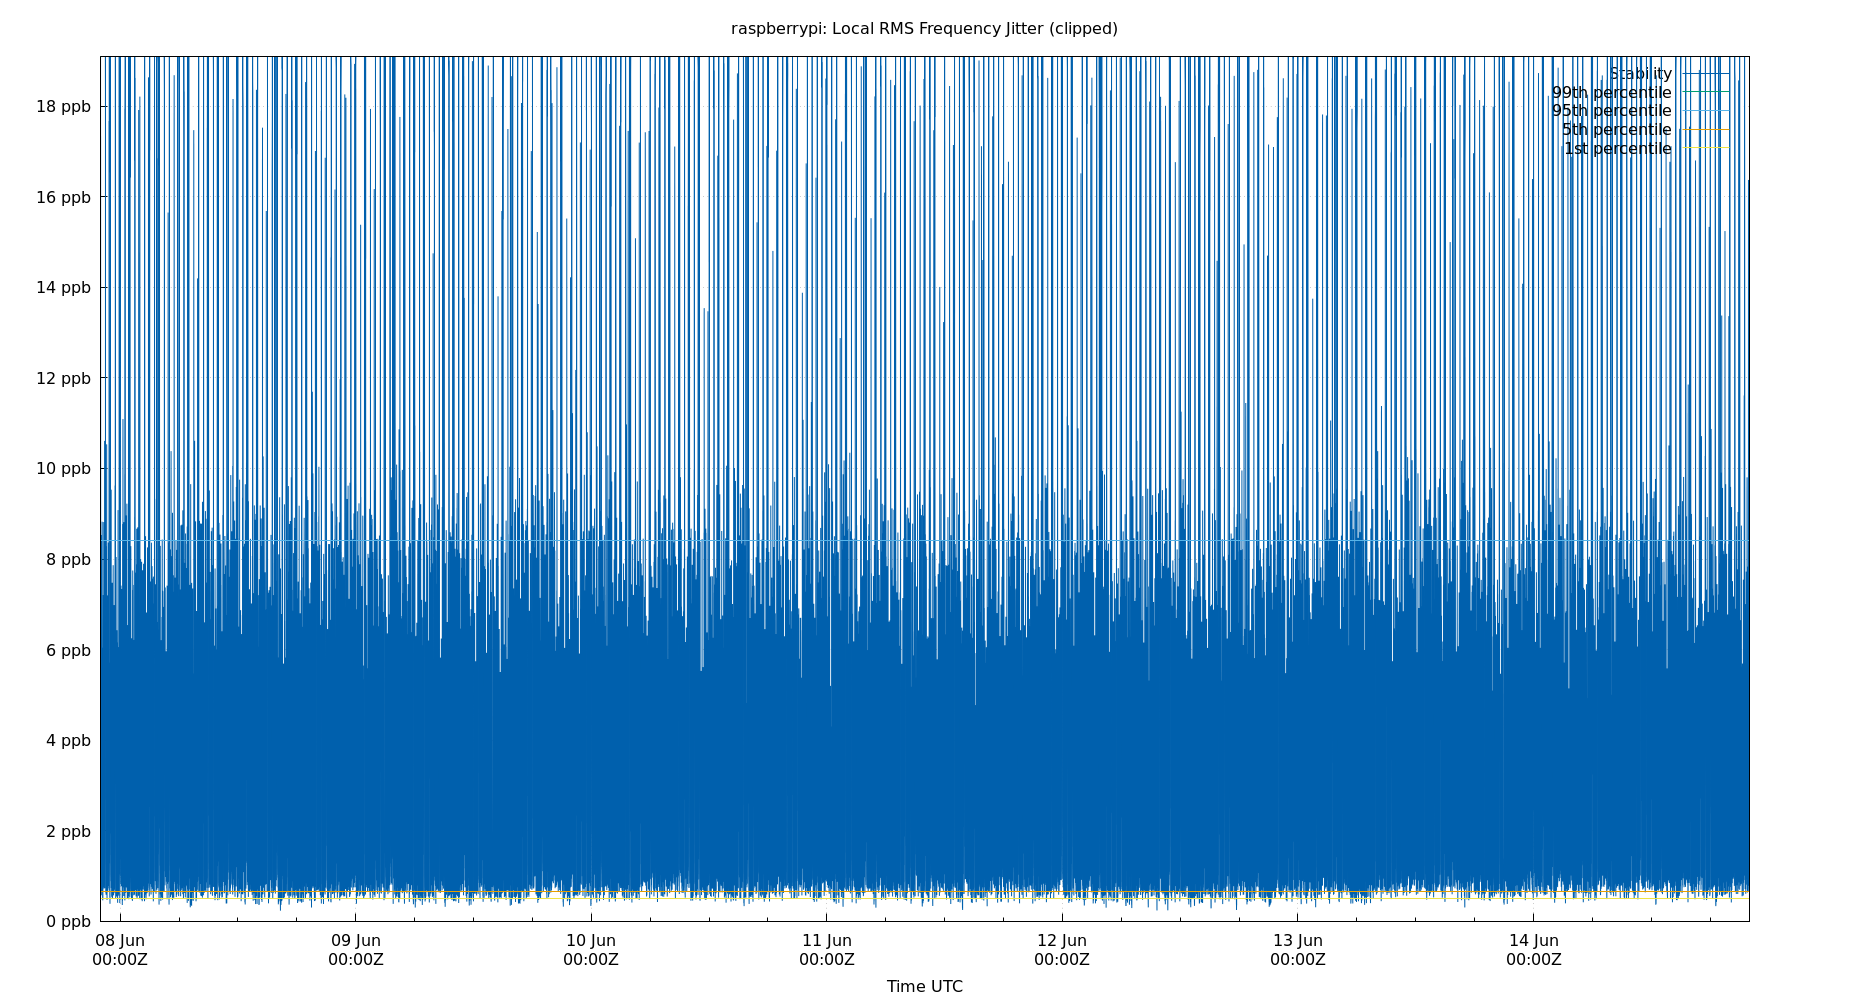 raspberrypi: Local RMS Frequency Jitter (clipped)
Stability
99th percentile
95th percentile
5th percentile
1st percentile
18 ppb
16 ppb
14 ppb
12 ppb
10 ppb
8 ppb
6 ppb
4 ppb
2 ppb
0 ppb
08 Jun 09 Jun 10 Jun 11 Jun 12 Jun 13 Jun 14 Jun
00:00Z 00:00Z 00:00Z 00:00Z 00:00Z 00:00Z 00:00Z
Time UTC